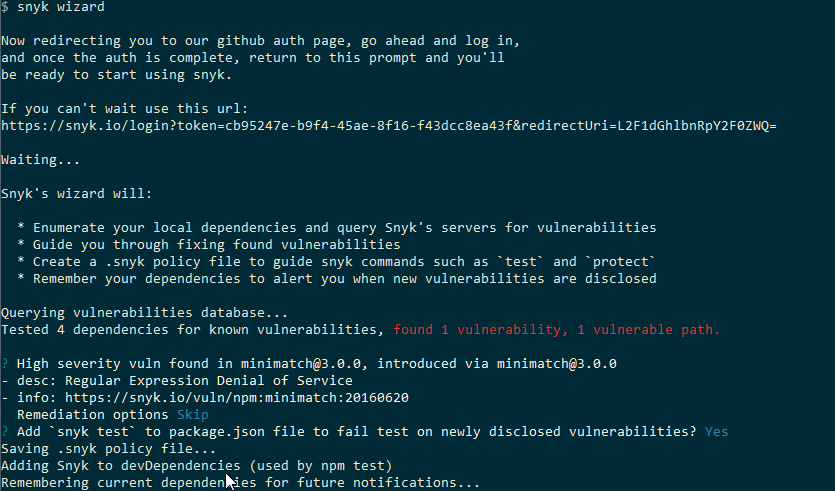 $ snyk wizard
Now redirecting you to our github auth page, go ahead and log in,
and once the auth is complete, return to this prompt and you'll
be ready to start using snyk.
If you can't wait use this url:
https://snyk.io/login?token=cb95247e-b9f4-45ae-8f16-f43dcc8ea43f&redirectUri=L2F1dGhlbnRpY2F0ZWQ=
Waiting...
Snyk's wizard will:
* Enumerate your local dependencies and query Snyk's servers for vulnerabilities
* Guide you through fixing found vulnerabilities
* Create a .snyk policy file to guide snyk commands such as `test` and `protect`
* Remember your dependencies to alert you when new vulnerabilities are disclosed
Querying vulnerabilities database...
Tested 4 dependencies for known vulnerabilities, found 1 vulnerability, 1 vulnerable path.
? High severity vuln found in minimatch@3.0.0, introduced via minimatch@3.0.0
- desc: Regular Expression Denial of Service
- info: https://snyk.io/vuln/npm:minimatch:20160620
Remediation options Skip
? Add `snyk test` to package.json file to fail test on newly disclosed vulnerabilities? Yes
Saving .snyk policy file...
Adding Snyk to devDependencies (used by npm test)
Remembering current dependencies for future notifications...